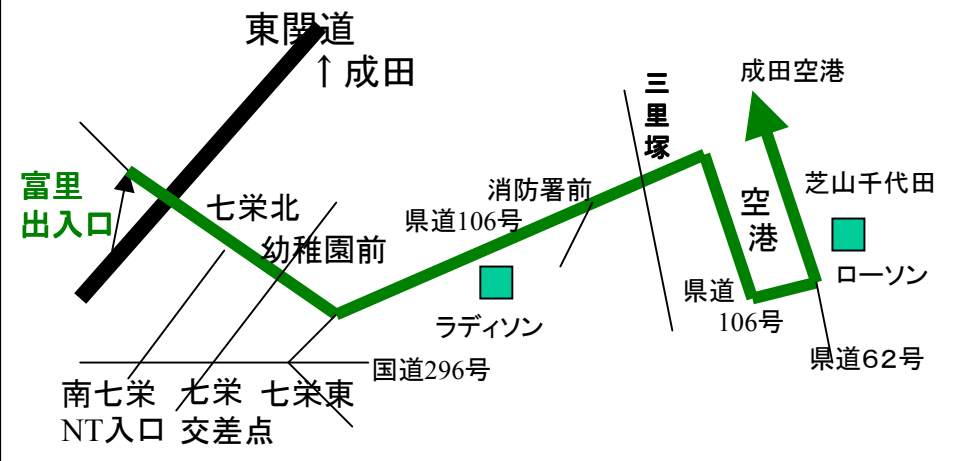 東関道
↑成田
富里
出入口
七栄北
幼稚園前
県道106号
消防署前
三里塚
成田空港
芝山千代田
空港
ローソン
県道
106号
県道62号
ラディソン
国道296号
南七栄
NT入口
七栄
交差点
七栄東